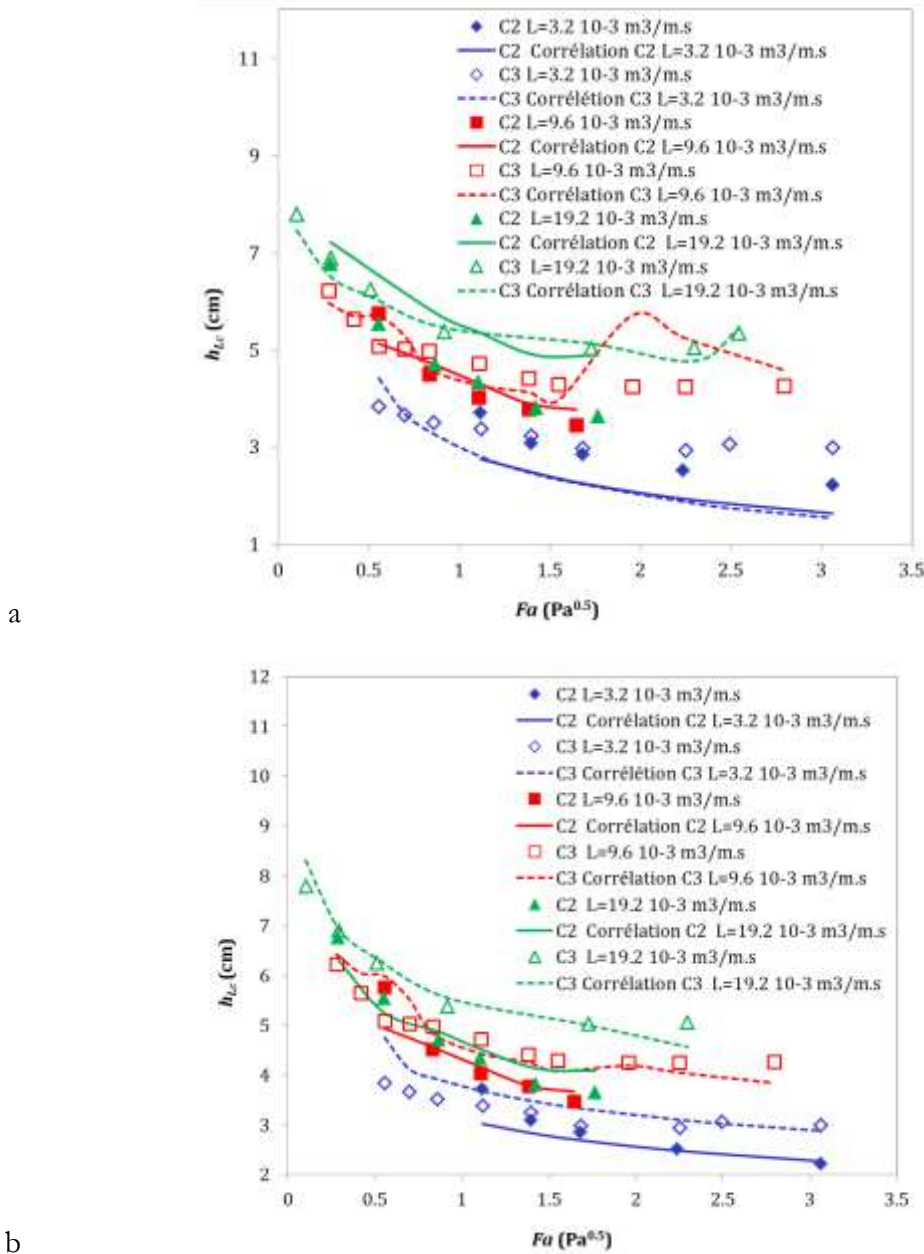 11
9
7
5
3
1
h_Lc (cm)
C2 L=3.2 10-3 m3/m.s
C2 Corrélation C2 L=3.2 10-3 m3/m.s
C3 L=3.2 10-3 m3/m.s
C3 Corrélétion C3 L=3.2 10-3 m3/m.s
C2 L=9.6 10-3 m3/m.s
C2 Corrélation C2 L=9.6 10-3 m3/m.s
C3 L=9.6 10-3 m3/m.s
C3 Corrélation C3 L=9.6 10-3 m3/m.s
C2 L=19.2 10-3 m3/m.s
C2 Corrélation C2 L=19.2 10-3 m3/m.s
C3 L=19.2 10-3 m3/m.s
C3 Corrélation C3 L=19.2 10-3 m3/m.s
0 0.5 1 1.5 2 2.5 3 3.5
Fa (Pa^0.5)
a
12
11
10
9
8
7
6
5
4
3
2
h_Lc (cm)
C2 L=3.2 10-3 m3/m.s
C2 Corrélation C2 L=3.2 10-3 m3/m.s
C3 L=3.2 10-3 m3/m.s
C3 Corrélétion C3 L=3.2 10-3 m3/m.s
C2 L=9.6 10-3 m3/m.s
C2 Corrélation C2 L=9.6 10-3 m3/m.s
C3 L=9.6 10-3 m3/m.s
C3 Corrélation C3 L=9.6 10-3 m3/m.s
C2 L=19.2 10-3 m3/m.s
C2 Corrélation C2 L=19.2 10-3 m3/m.s
C3 L=19.2 10-3 m3/m.s
C3 Corrélation C3 L=19.2 10-3 m3/m.s
0 0.5 1 1.5 2 2.5 3 3.5
Fa (Pa^0.5)
b